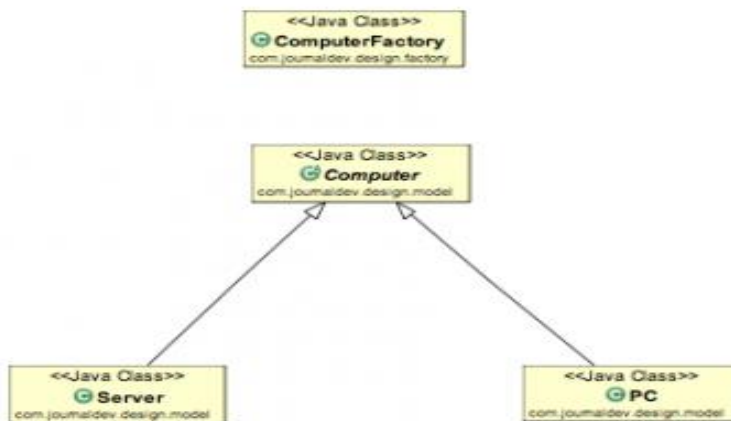 <<Java Class>>
ComputerFactory
com.journaldev.design.factory
<<Java Class>>
Computer
com.journaldev.design.model
<<Java Class>>
Server
com.journaldev.design.model
<<Java Class>>
PC
com.journaldev.design.model